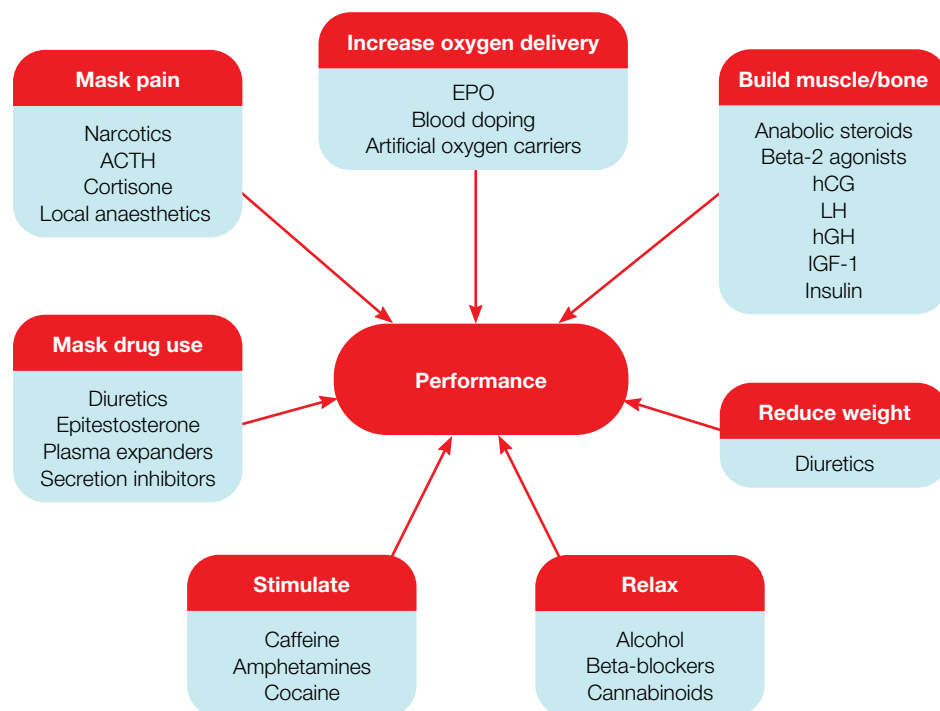 Increase oxygen delivery
EPO
Blood doping
Artificial oxygen carriers
Mask pain
Narcotics
ACTH
Cortisone
Local anaesthetics
Build muscle/bone
Anabolic steroids
Beta-2 agonists
hCG
LH
hGH
IGF-1
Insulin
Mask drug use
Diuretics
Epitestosterone
Plasma expanders
Secretion inhibitors
Performance
Reduce weight
Diuretics
Stimulate
Caffeine
Amphetamines
Cocaine
Relax
Alcohol
Beta-blockers
Cannabinoids